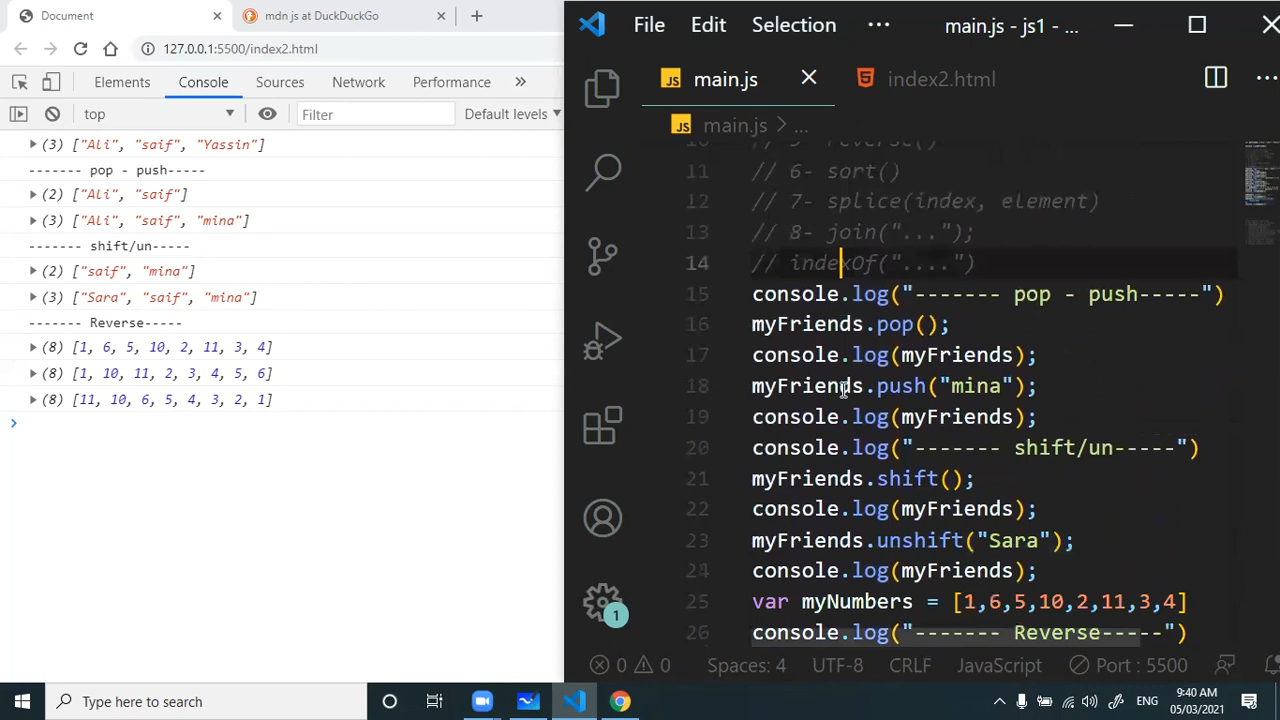 Document
mdn js at DuckDuckGo
127.0.0.1:5500/index2.html
Elements
Console
Sources
Network
Performance
»
top
Filter
Default levels
(3) ["Ali", "saif", "Yassin"]
------- pop - push-----
(2) ["Ali", "saif"]
(3) ["Ali", "saif", "mina"]
------- shift/un-----
(2) ["saif", "mina"]
(3) ["Sara", "saif", "mina"]
------- Reverse-----
(8) [1, 6, 5, 10, 2, 11, 3, 4]
(8) [1, 10, 11, 2, 3, 4, 5, 6]
(8) [11, 10, 6, 5, 4, 3, 2, 1]
File Edit Selection ··· main.js - js1 - ...
JS main.js index2.html
JS main.js > ...
10 // 5- reverse()
11 // 6- sort()
12 // 7- splice(index, element)
13 // 8- join("...");
14 // indexOf("....")
15 console.log("------- pop - push-----")
16 myFriends.pop();
17 console.log(myFriends);
18 myFriends.push("mina");
19 console.log(myFriends);
20 console.log("------- shift/un-----")
21 myFriends.shift();
22 console.log(myFriends);
23 myFriends.unshift("Sara");
24 console.log(myFriends);
25 var myNumbers = [1,6,5,10,2,11,3,4]
26 console.log("------- Reverse-----")
1
0 0 Spaces: 4 UTF-8 CRLF JavaScript Port : 5500
Type here to search
ENG
9:40 AM
05/03/2021